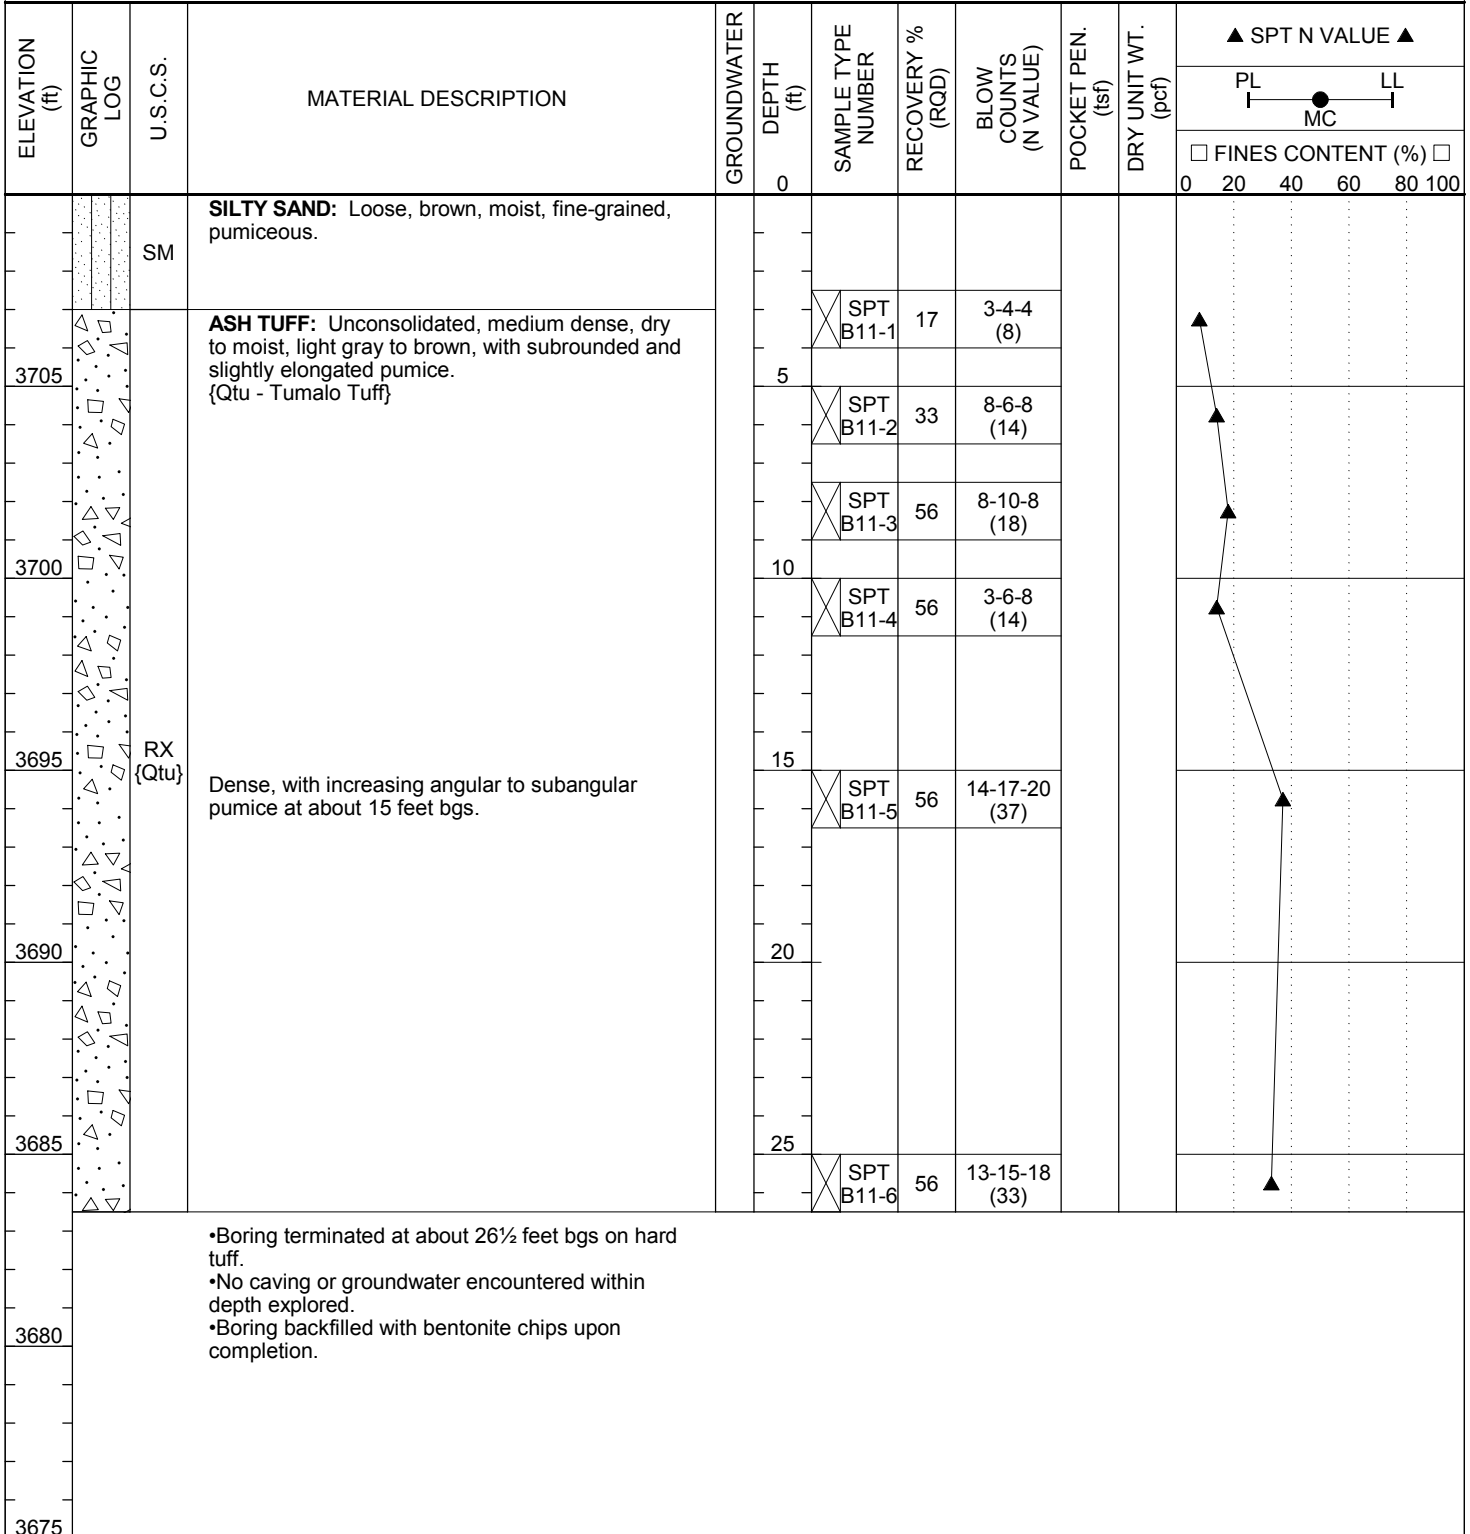 ELEVATION
(ft)
GRAPHIC
LOG
U.S.C.S.
MATERIAL DESCRIPTION
GROUNDWATER
DEPTH
(ft)
0
SAMPLE TYPE
NUMBER
RECOVERY %
(RQD)
BLOW
COUNTS
(N VALUE)
POCKET PEN.
(tsf)
DRY UNIT WT.
(pcf)
▲ SPT N VALUE ▲
PL LL
MC
□ FINES CONTENT (%) □
0 20 40 60 80 100
SILTY SAND: Loose, brown, moist, fine-grained,
pumiceous.
SM
ASH TUFF: Unconsolidated, medium dense, dry
to moist, light gray to brown, with subrounded and
slightly elongated pumice.
{Qtu - Tumalo Tuff}
SPT
B11-1
17
3-4-4
(8)
3705
5
SPT
B11-2
33
8-6-8
(14)
SPT
B11-3
56
8-10-8
(18)
3700
10
SPT
B11-4
56
3-6-8
(14)
RX
{Qtu}
3695
15
Dense, with increasing angular to subangular
pumice at about 15 feet bgs.
SPT
B11-5
56
14-17-20
(37)
3690
20
3685
25
SPT
B11-6
56
13-15-18
(33)
•Boring terminated at about 26½ feet bgs on hard
tuff.
•No caving or groundwater encountered within
depth explored.
•Boring backfilled with bentonite chips upon
completion.
3680
3675